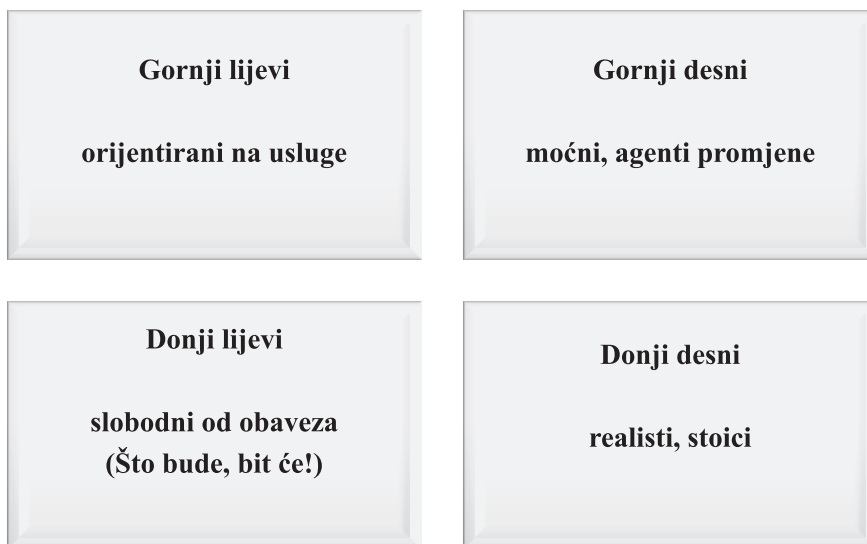 Gornji lijevi
orijentirani na usluge
Gornji desni
moćni, agenti promjene
Donji lijevi
slobodni od obaveza
(Što bude, bit će!)
Donji desni
realisti, stoici